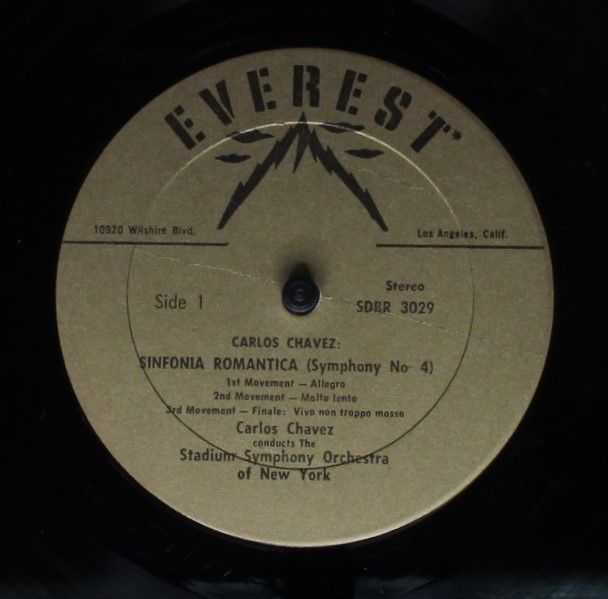 EVEREST*
10920 Wilshire Blvd.
Los Angeles, Calif.
Side 1
Stereo
SDBR 3029
CARLOS CHAVEZ:
SINFONIA ROMANTICA (Symphony No 4)
1st Movement — Allegro
2nd Movement — Molto lento
3rd Movement — Finale: Vivo non troppo mosso
Carlos Chavez
conducts The
Stadium Symphony Orchestra
of New York